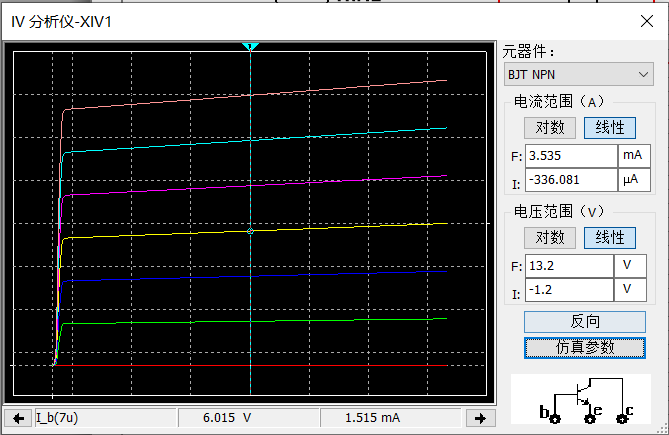 IV 分析仪-XIV1
元器件：
BJT NPN
电流范围（A）
对数 线性
F: 3.535 mA
I: -336.081 µA
电压范围（V）
对数 线性
F: 13.2 V
I: -1.2 V
反向
仿真参数
b e c
I_b(7u) 6.015 V 1.515 mA